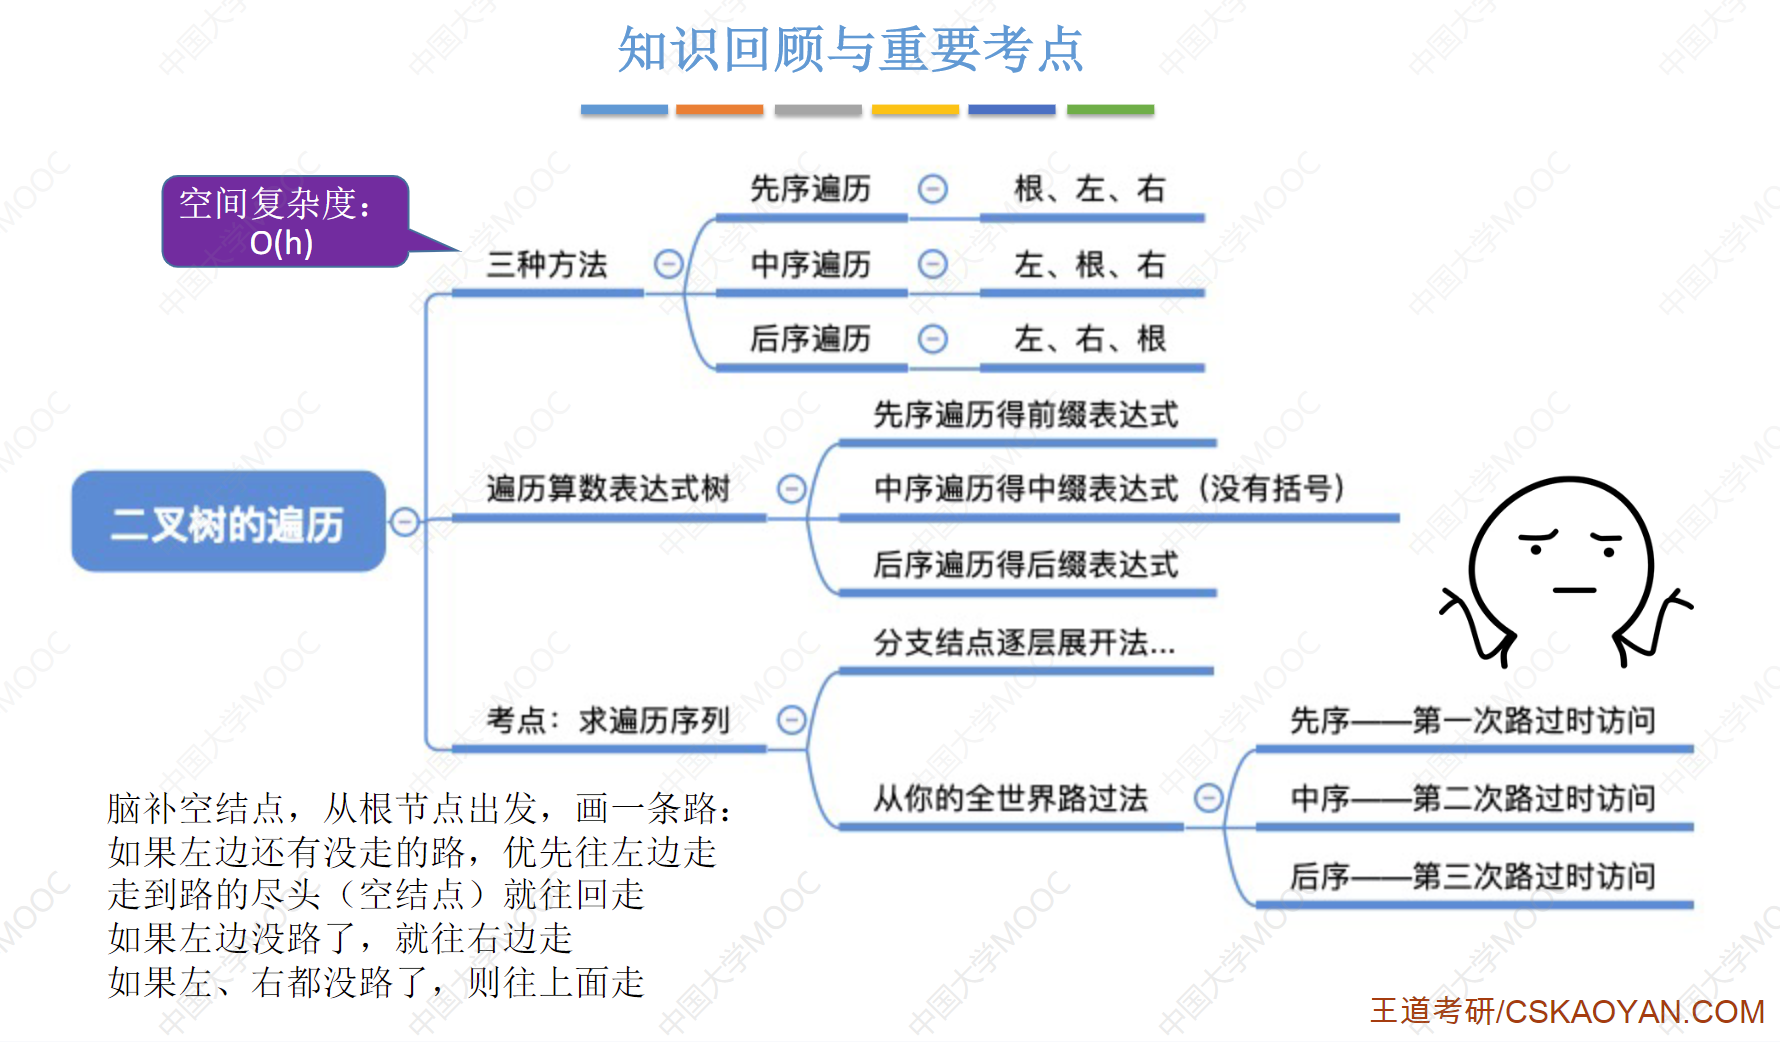 知识回顾与重要考点
空间复杂度：
O(h)
二叉树的遍历
三种方法
先序遍历
根、左、右
中序遍历
左、根、右
后序遍历
左、右、根
遍历算数表达式树
先序遍历得前缀表达式
中序遍历得中缀表达式（没有括号）
后序遍历得后缀表达式
考点：求遍历序列
分支结点逐层展开法...
从你的全世界路过法
先序——第一次路过时访问
中序——第二次路过时访问
后序——第三次路过时访问
脑补空结点，从根节点出发，画一条路：
如果左边还有没走的路，优先往左边走
走到路的尽头（空结点）就往回走
如果左边没路了，就往右边走
如果左、右都没路了，则往上面走
王道考研/CSKAOYAN.COM
中国大学MOOC